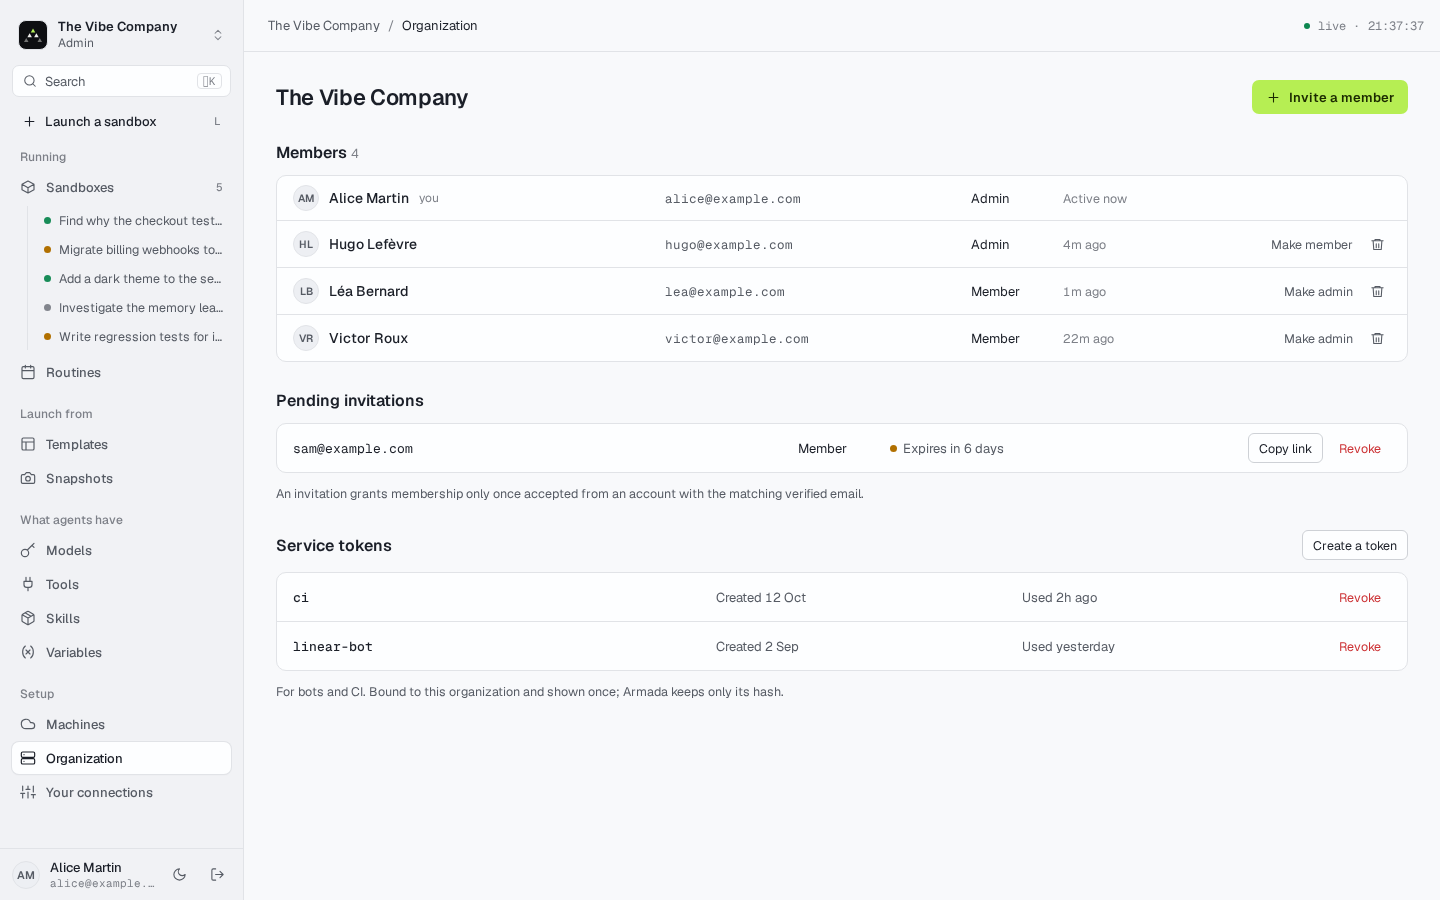 The Vibe Company
Admin
Search
K
Launch a sandbox L
Running
Sandboxes 5
Find why the checkout test...
Migrate billing webhooks to...
Add a dark theme to the se...
Investigate the memory lea...
Write regression tests for i...
Routines
Launch from
Templates
Snapshots
What agents have
Models
Tools
Skills
Variables
Setup
Machines
Organization
Your connections
Alice Martin
AM
alice@example....
The Vibe Company / Organization
live · 21:37:37
The Vibe Company
Invite a member
Members 4
AM Alice Martin you alice@example.com Admin Active now
HL Hugo Lefèvre hugo@example.com Admin 4m ago Make member
LB Léa Bernard lea@example.com Member 1m ago Make admin
VR Victor Roux victor@example.com Member 22m ago Make admin
Pending invitations
sam@example.com Member Expires in 6 days Copy link Revoke
An invitation grants membership only once accepted from an account with the matching verified email.
Service tokens
Create a token
ci Created 12 Oct Used 2h ago Revoke
linear-bot Created 2 Sep Used yesterday Revoke
For bots and CI. Bound to this organization and shown once; Armada keeps only its hash.